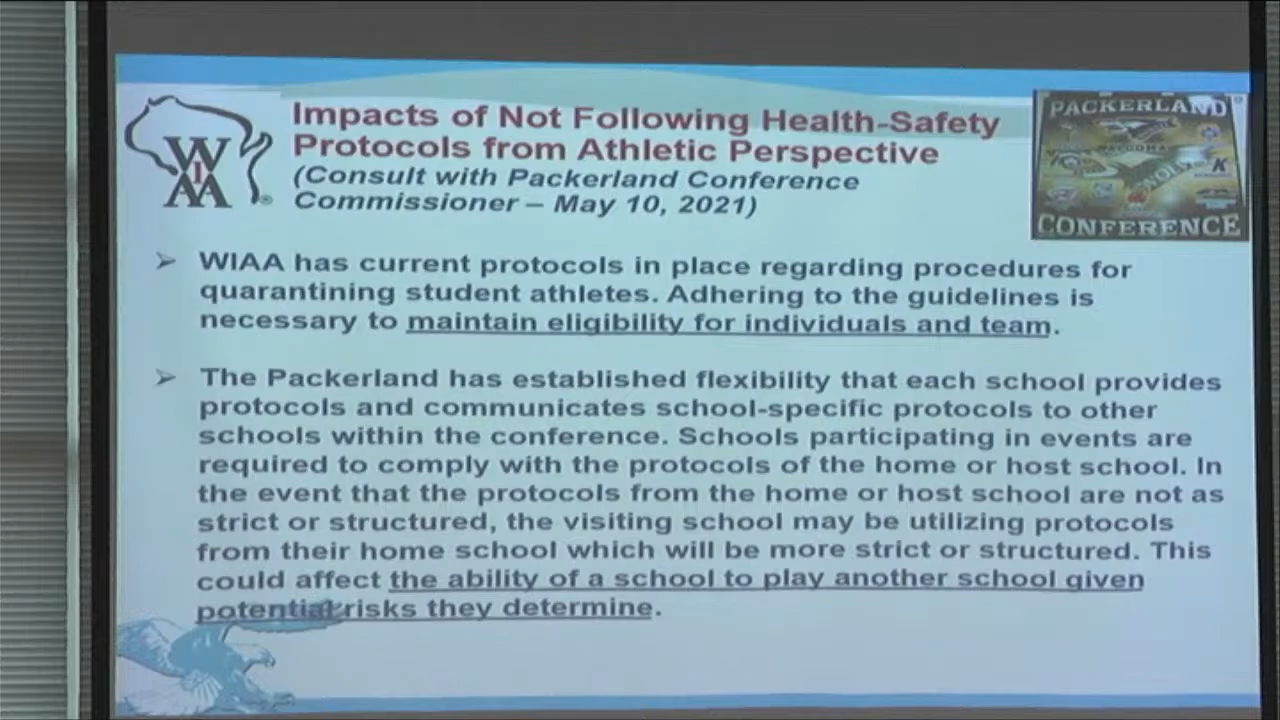 WIAA
Impacts of Not Following Health-Safety
Protocols from Athletic Perspective
(Consult with Packerland Conference
Commissioner – May 10, 2021)
PACKERLAND
CONFERENCE
➢ WIAA has current protocols in place regarding procedures for
quarantining student athletes. Adhering to the guidelines is
necessary to maintain eligibility for individuals and team.
➢ The Packerland has established flexibility that each school provides
protocols and communicates school-specific protocols to other
schools within the conference. Schools participating in events are
required to comply with the protocols of the home or host school. In
the event that the protocols from the home or host school are not as
strict or structured, the visiting school may be utilizing protocols
from their home school which will be more strict or structured. This
could affect the ability of a school to play another school given
potential risks they determine.